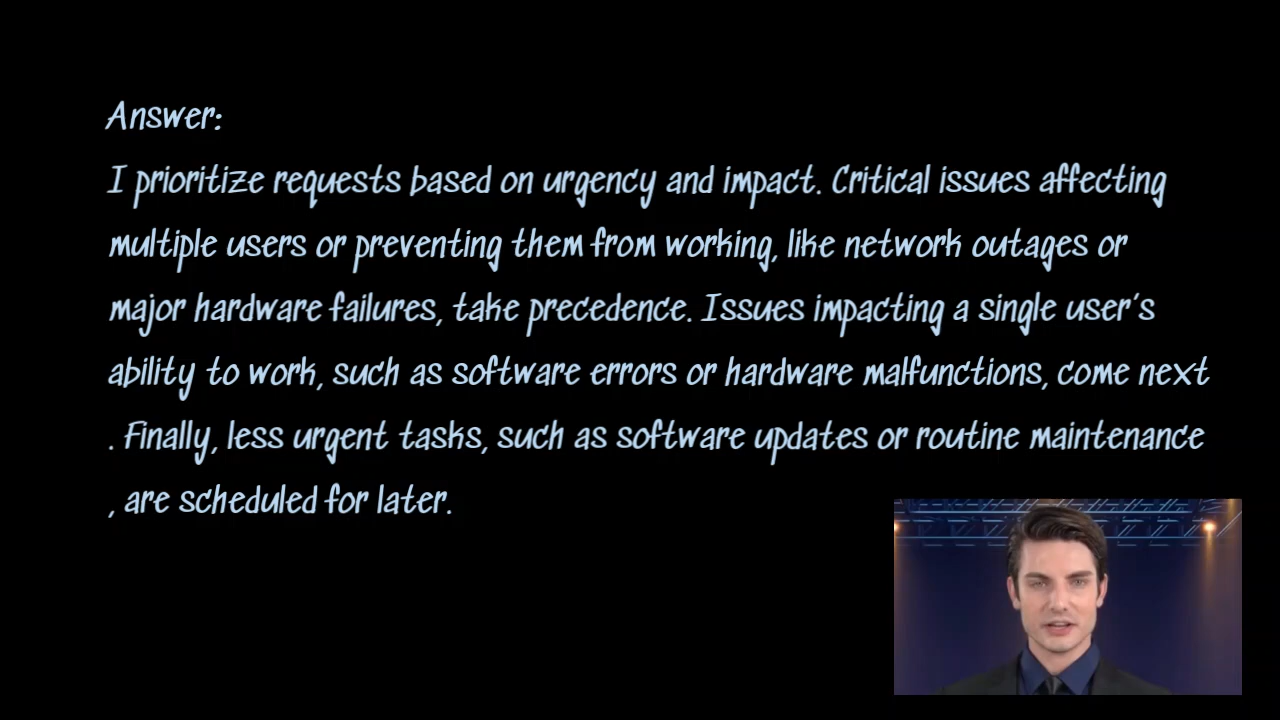 Answer:
I prioritize requests based on urgency and impact. Critical issues affecting
multiple users or preventing them from working, like network outages or
major hardware failures, take precedence. Issues impacting a single user's
ability to work, such as software errors or hardware malfunctions, come next
. Finally, less urgent tasks, such as software updates or routine maintenance
, are scheduled for later.